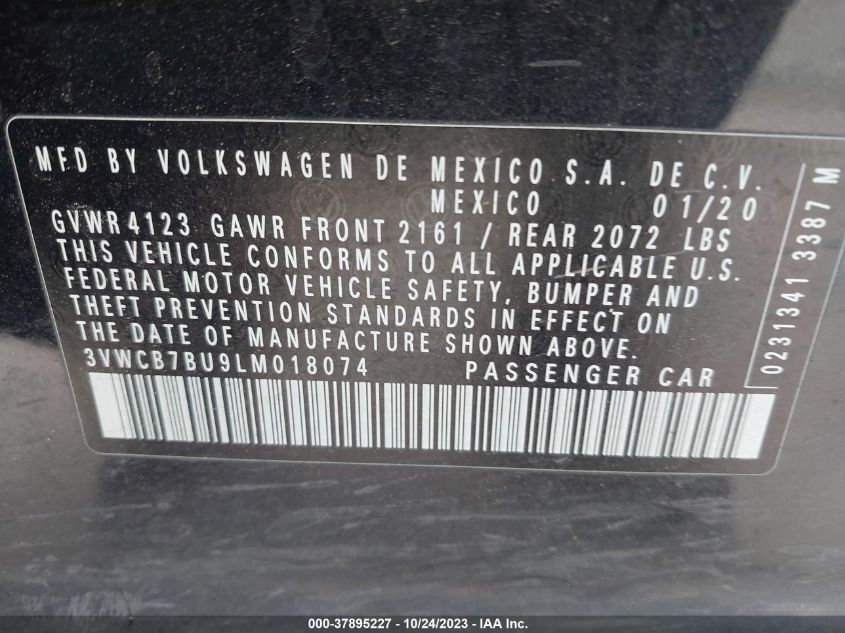 MFD BY VOLKSWAGEN DE MEXICO S.A. DE C.V.
MEXICO 01/20
GVWR 4123 GAWR FRONT 2161 / REAR 2072 LBS
THIS VEHICLE CONFORMS TO ALL APPLICABLE U.S.
FEDERAL MOTOR VEHICLE SAFETY, BUMPER AND
THEFT PREVENTION STANDARDS IN EFFECT ON
THE DATE OF MANUFACTURE SHOWN ABOVE.
3VWCB7BU9LM018074 PASSENGER CAR
0231341 3387 M
000-37895227 - 10/24/2023 - IAA Inc.